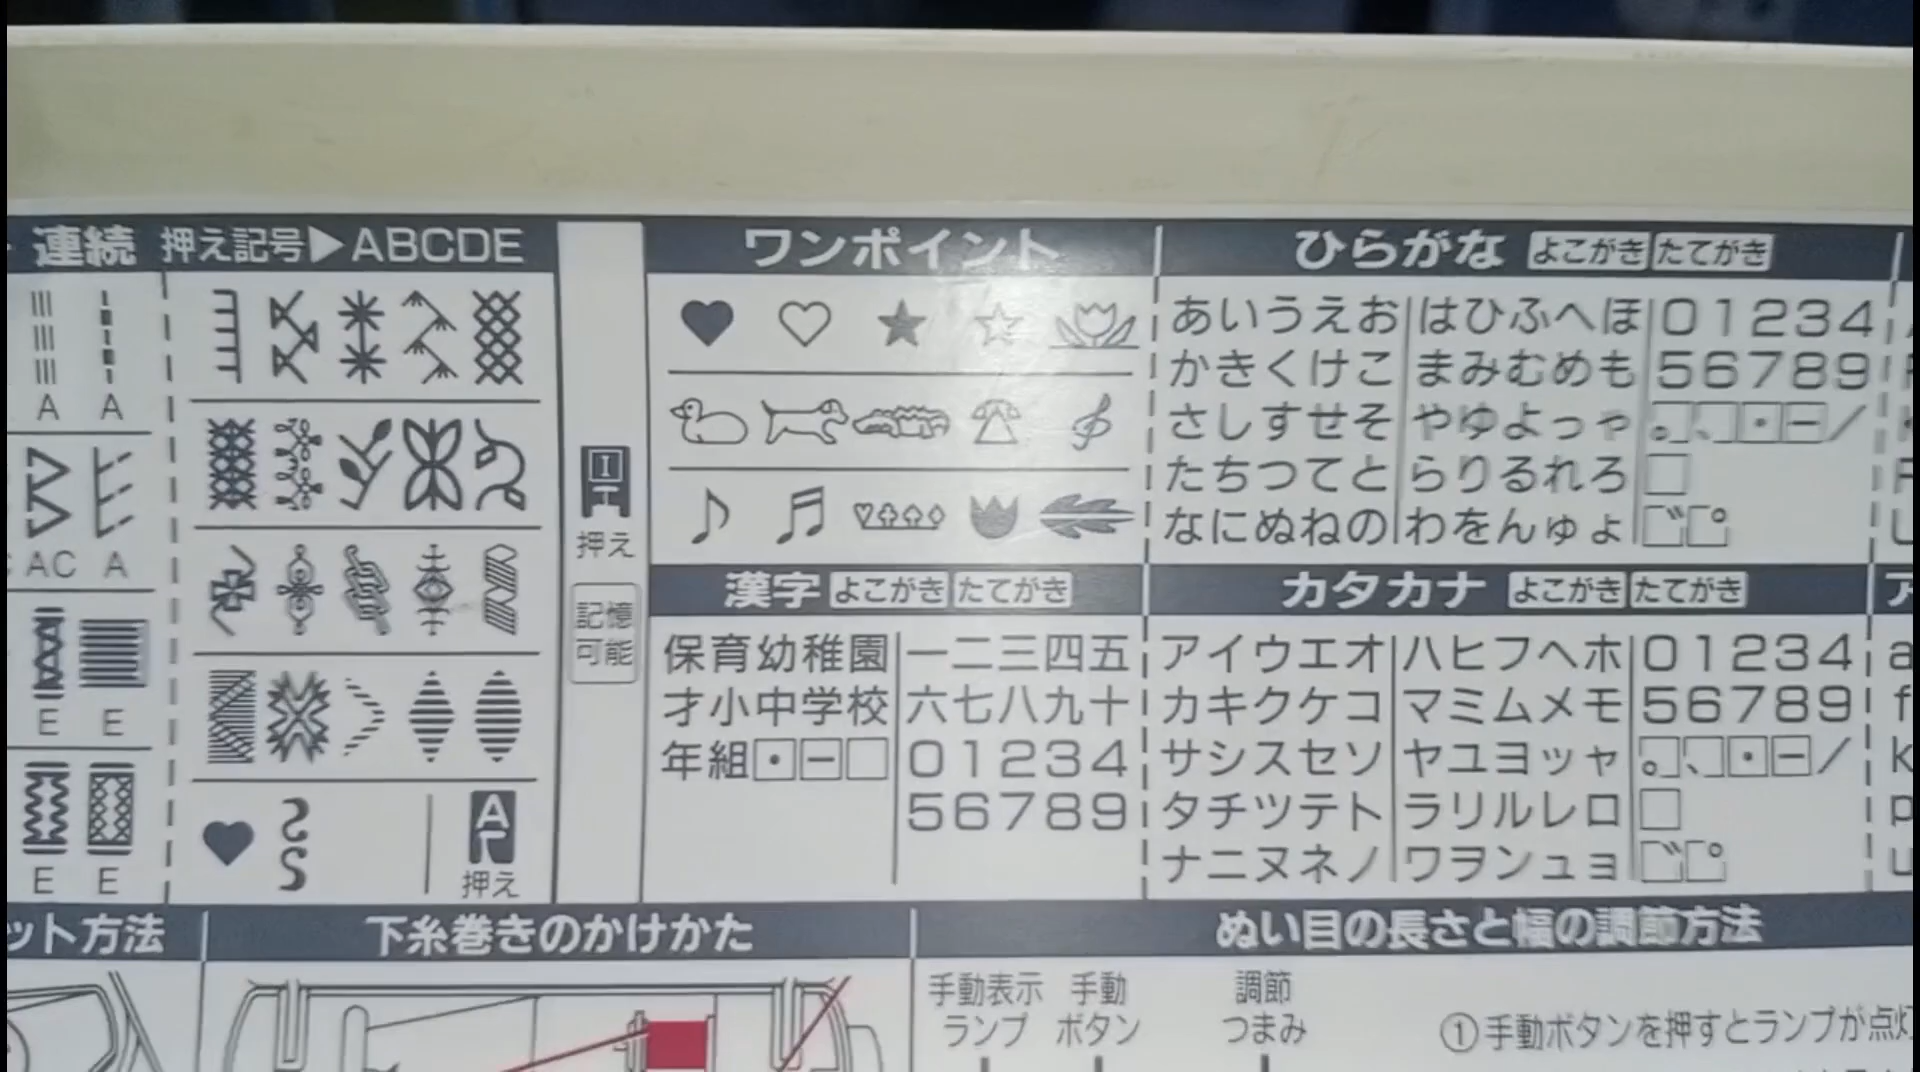 連続 押え記号▶ABCDE
A A
AC A
E E
E E
A
押え
I
押え
記憶
可能
ワンポイント
漢字 よこがき たてがき
保育幼稚園 一二三四五
才小中学校 六七八九十
年組・ー□ 01234
56789
ひらがな よこがき たてがき
あいうえお はひふへほ 01234
かきくけこ まみむめも 56789
さしすせそ やゆよっゃ 。、・ー/
たちつてと らりるれろ □
なにぬねの わをんゅょ ゛゜
カタカナ よこがき たてがき
アイウエオ ハヒフヘホ 01234
カキクケコ マミムメモ 56789
サシスセソ ヤユヨッャ 。、・ー/
タチツテト ラリルレロ □
ナニヌネノ ワヲンュョ ゛゜
ア
a
f
k
p
u
ット方法
下糸巻きのかけかた
ぬい目の長さと幅の調節方法
手動表示
ランプ
手動
ボタン
調節
つまみ
①手動ボタンを押すとランプが点灯